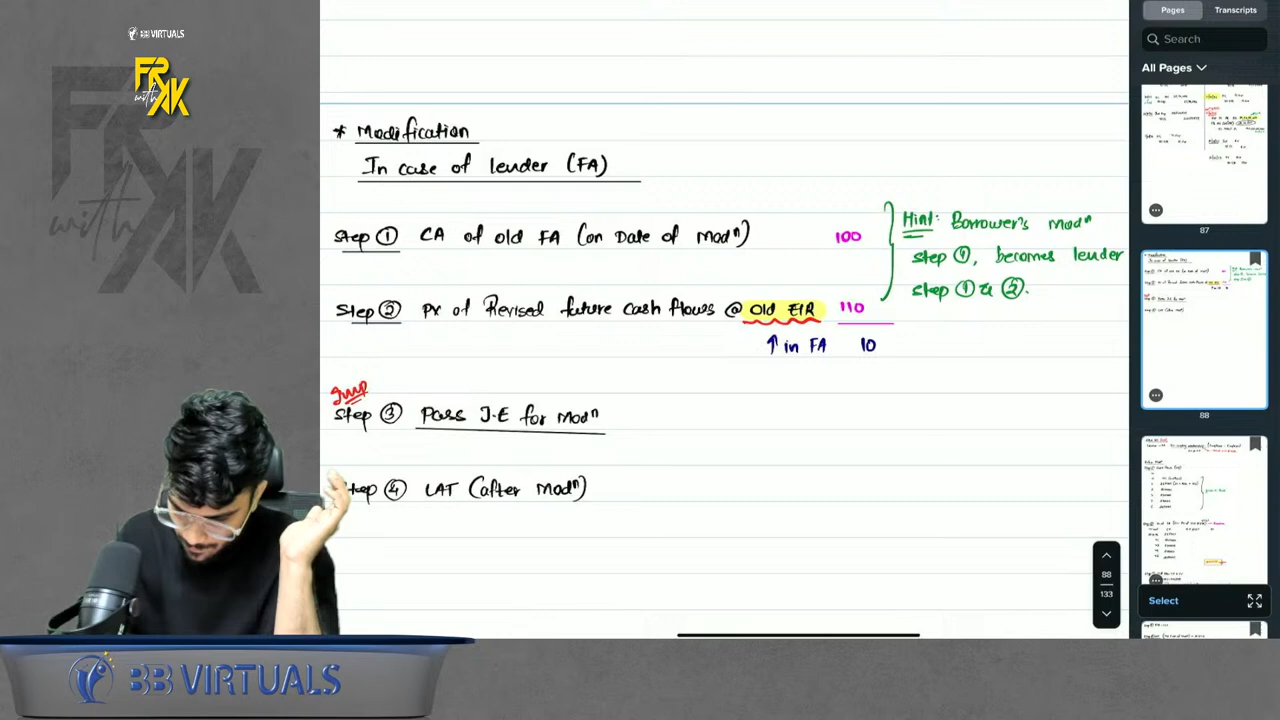 BB VIRTUALS
FR
with
KK
* Modification
In case of lender (FA)
Step ① CA of old FA (on Date of Modⁿ) 100
Step ② PV of Revised future cash flows @ Old EIR 110
↑ in FA 10
Hint: Borrower's modⁿ
step ④, becomes lender
step ① & ②.
Imp
Step ③ Pass J.E for Modⁿ
Step ④ LAT (after Modⁿ)
BB VIRTUALS
Pages Transcripts
Search
All Pages
87
88
88
133
Select